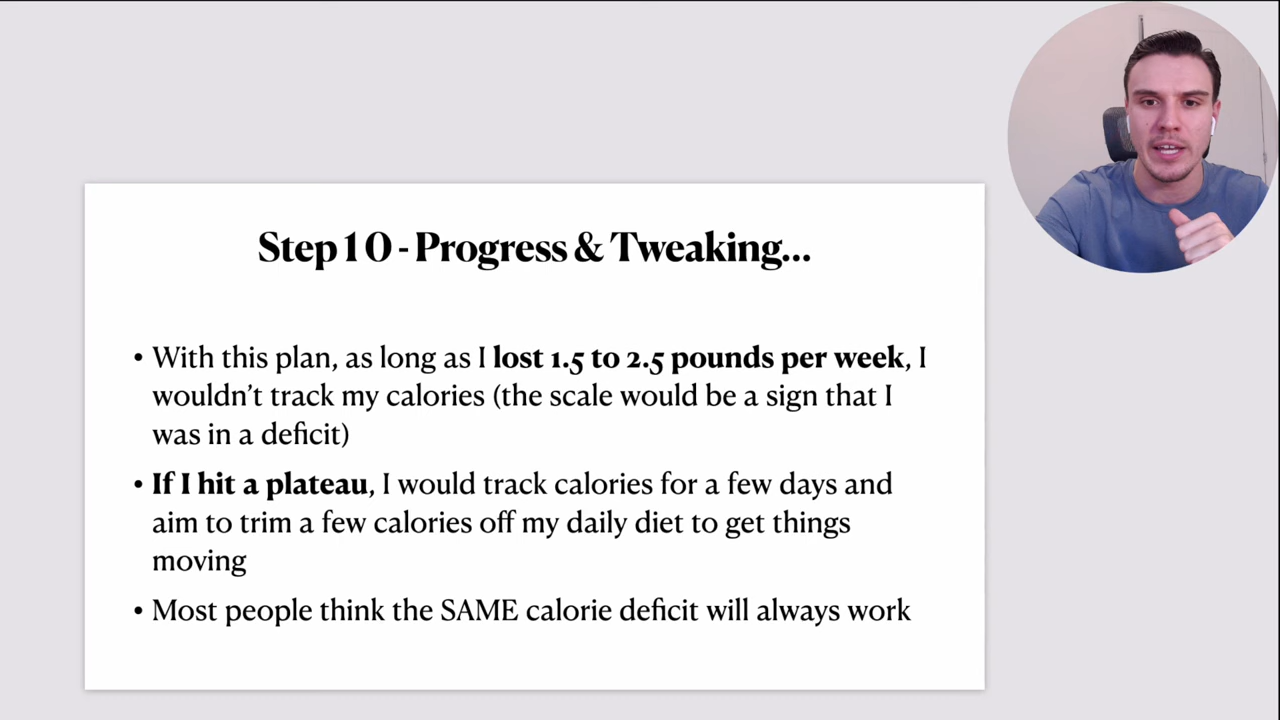 Step 10 - Progress & Tweaking...
• With this plan, as long as I lost 1.5 to 2.5 pounds per week, I
wouldn’t track my calories (the scale would be a sign that I
was in a deficit)
• If I hit a plateau, I would track calories for a few days and
aim to trim a few calories off my daily diet to get things
moving
• Most people think the SAME calorie deficit will always work